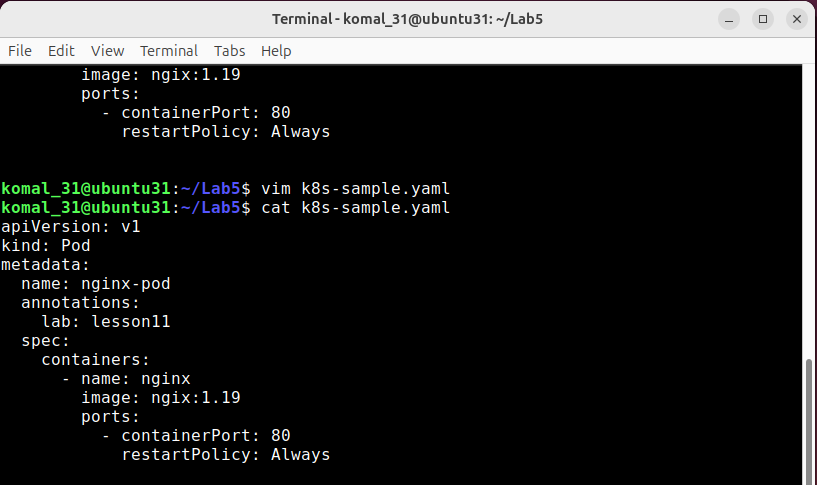 Terminal - komal_31@ubuntu31: ~/Lab5
File Edit View Terminal Tabs Help
        image: ngix:1.19
        ports:
          - containerPort: 80
            restartPolicy: Always
komal_31@ubuntu31:~/Lab5$ vim k8s-sample.yaml
komal_31@ubuntu31:~/Lab5$ cat k8s-sample.yaml
apiVersion: v1
kind: Pod
metadata:
  name: nginx-pod
  annotations:
    lab: lesson11
  spec:
    containers:
      - name: nginx
        image: ngix:1.19
        ports:
          - containerPort: 80
            restartPolicy: Always